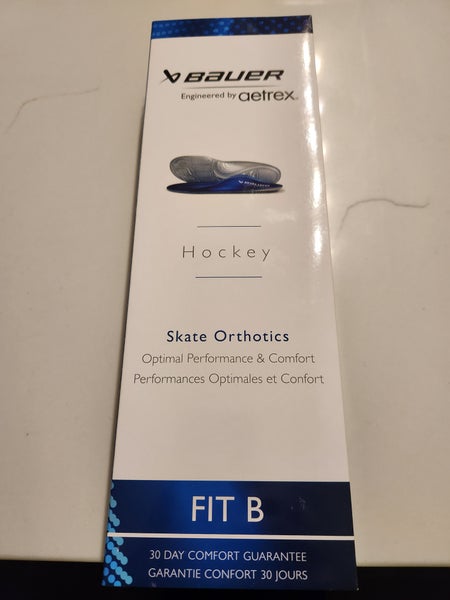 BAUER
Engineered by aetrex
Hockey
Skate Orthotics
Optimal Performance & Comfort
Performances Optimales et Confort
FIT B
30 DAY COMFORT GUARANTEE
GARANTIE CONFORT 30 JOURS